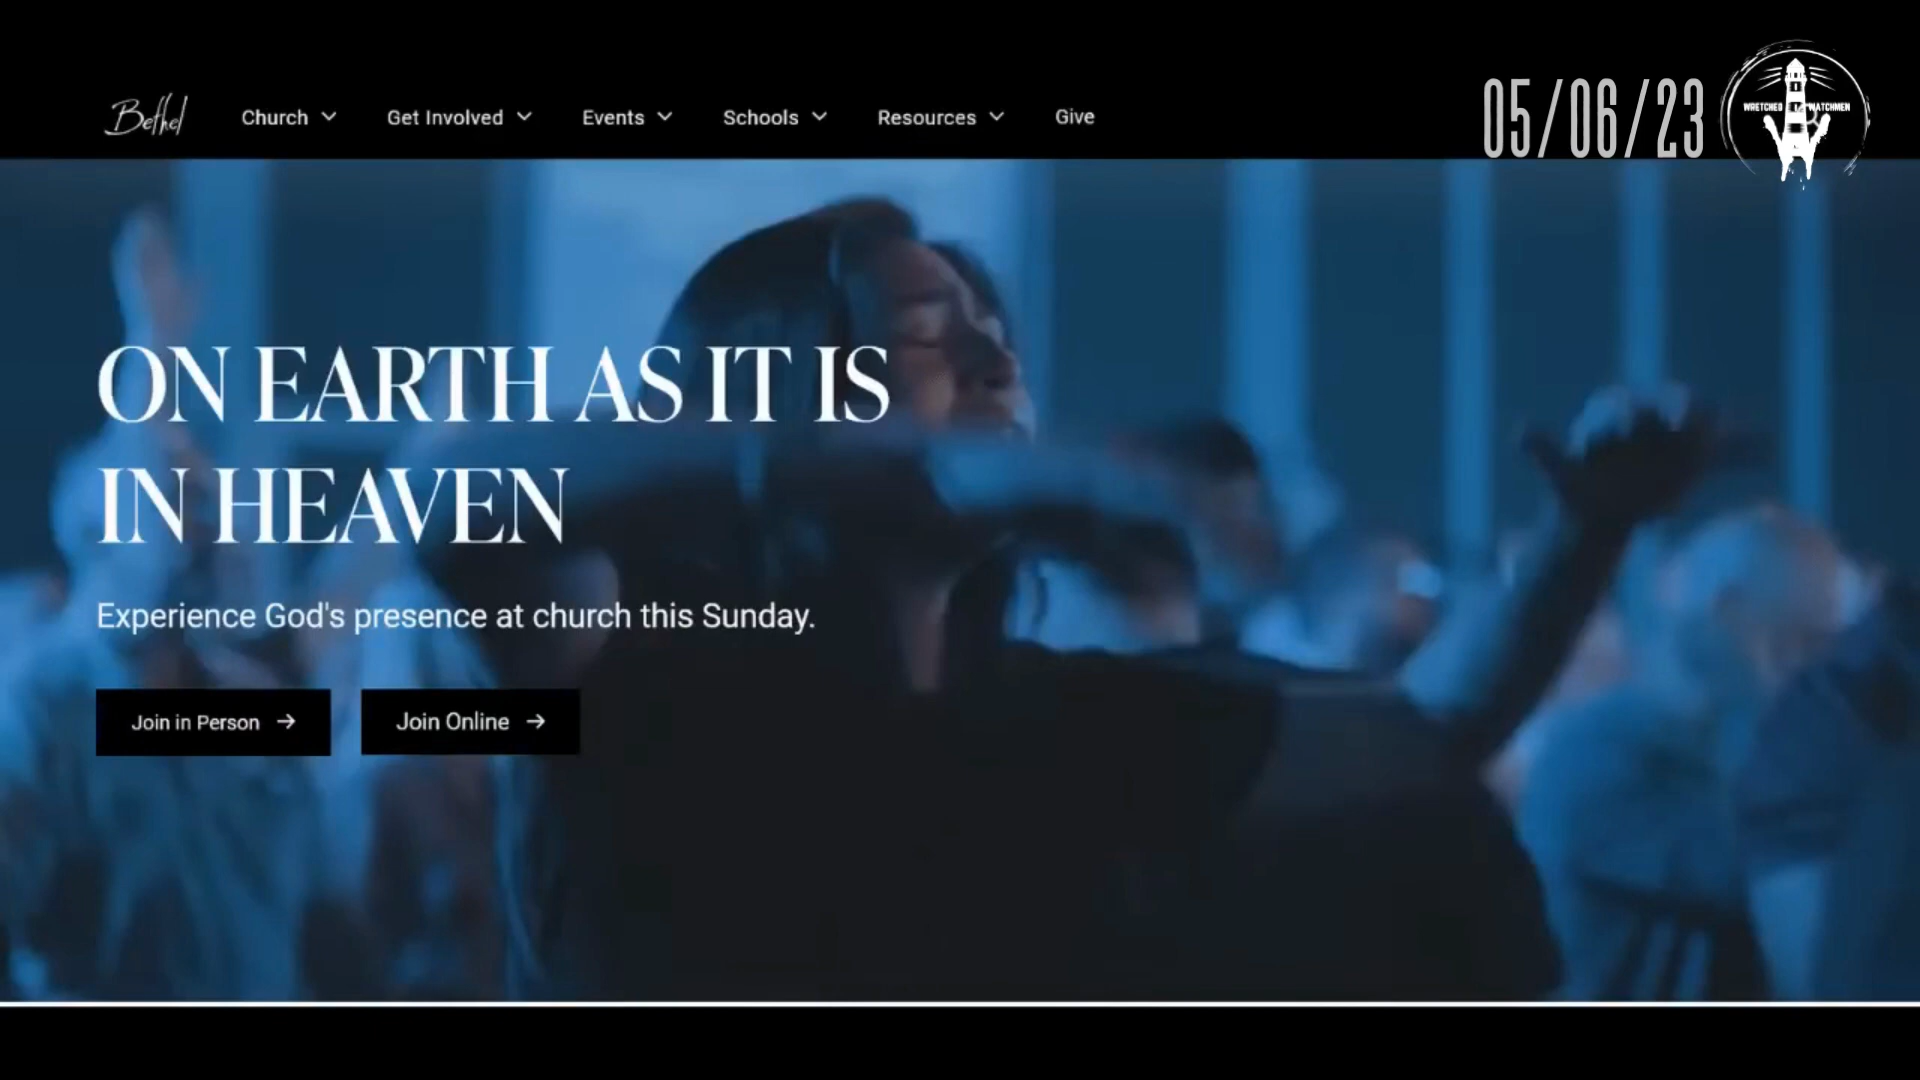 Bethel
Church
Get Involved
Events
Schools
Resources
Give
05/06/23
WRETCHED WATCHMEN
ON EARTH AS IT IS
IN HEAVEN
Experience God's presence at church this Sunday.
Join in Person →
Join Online →